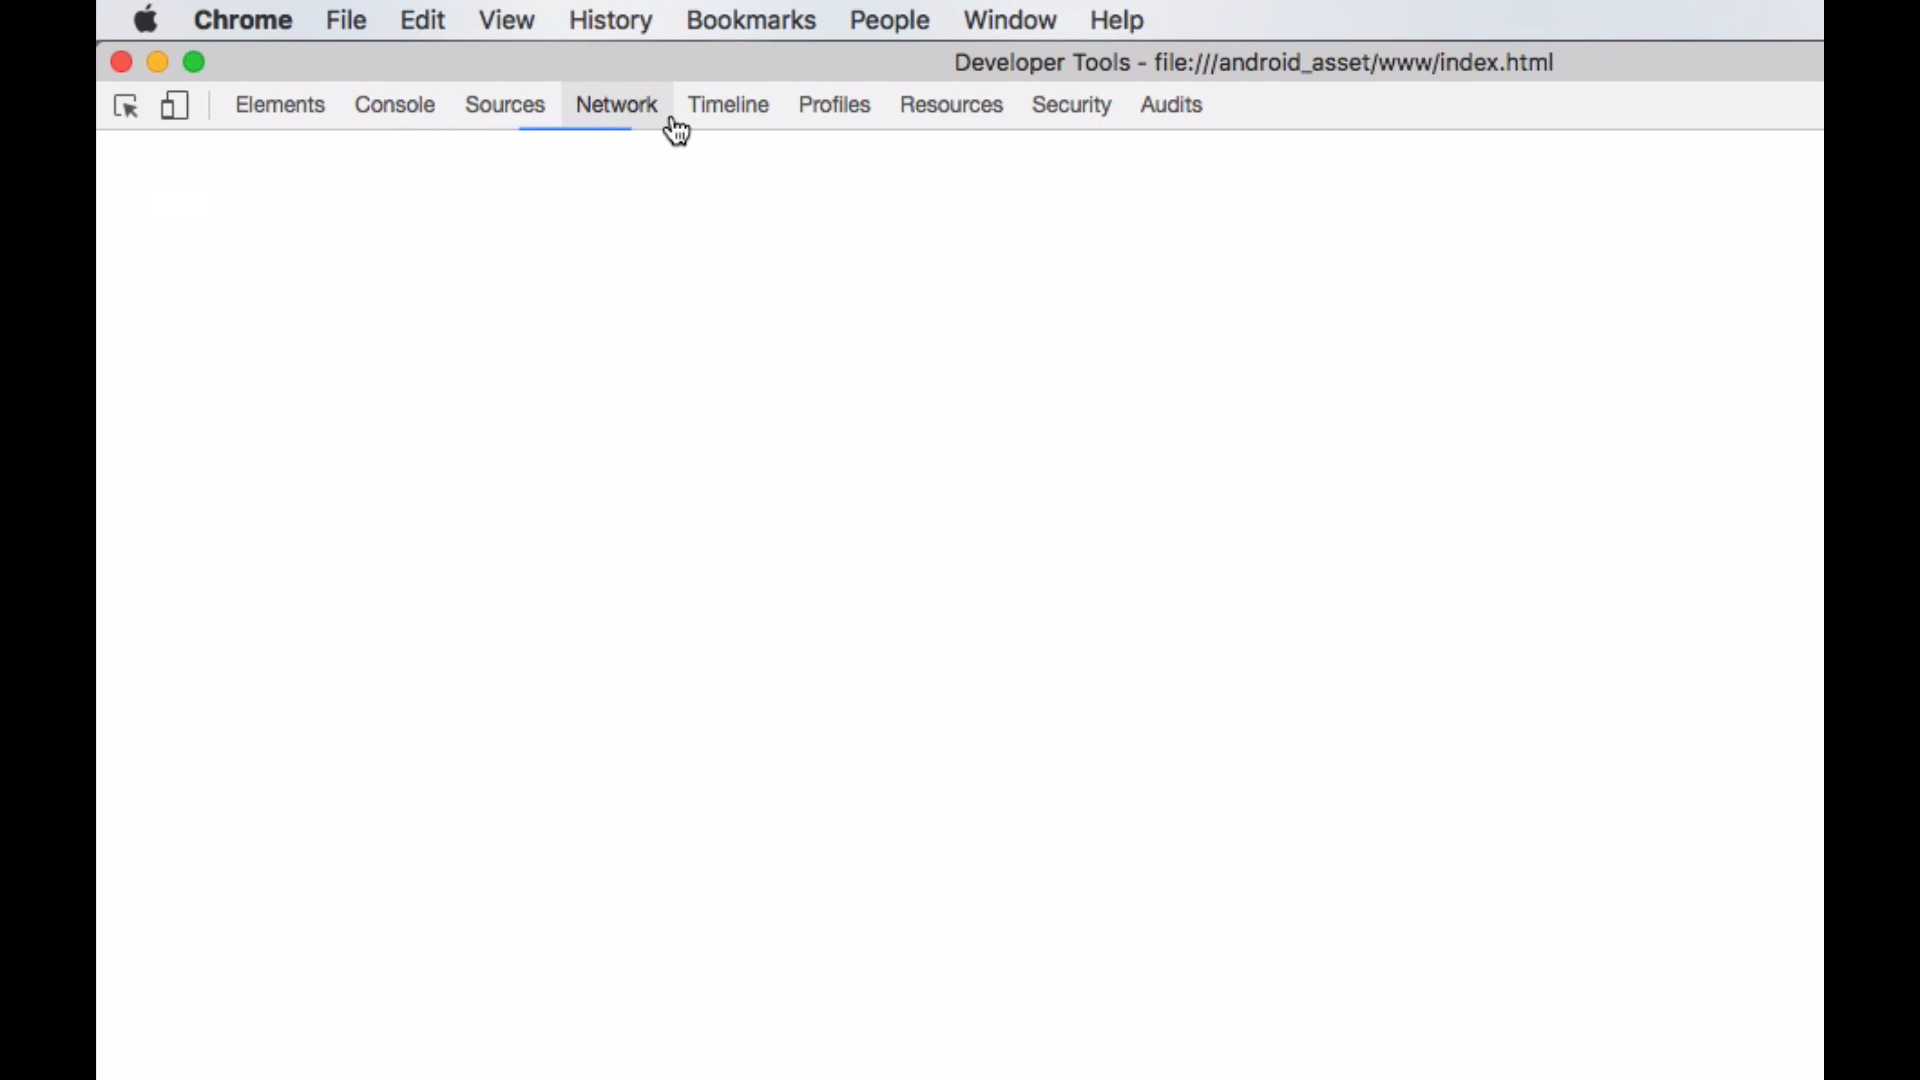 Chrome File Edit View History Bookmarks People Window Help
Developer Tools - file:///android_asset/www/index.html
Elements Console Sources Network Timeline Profiles Resources Security Audits